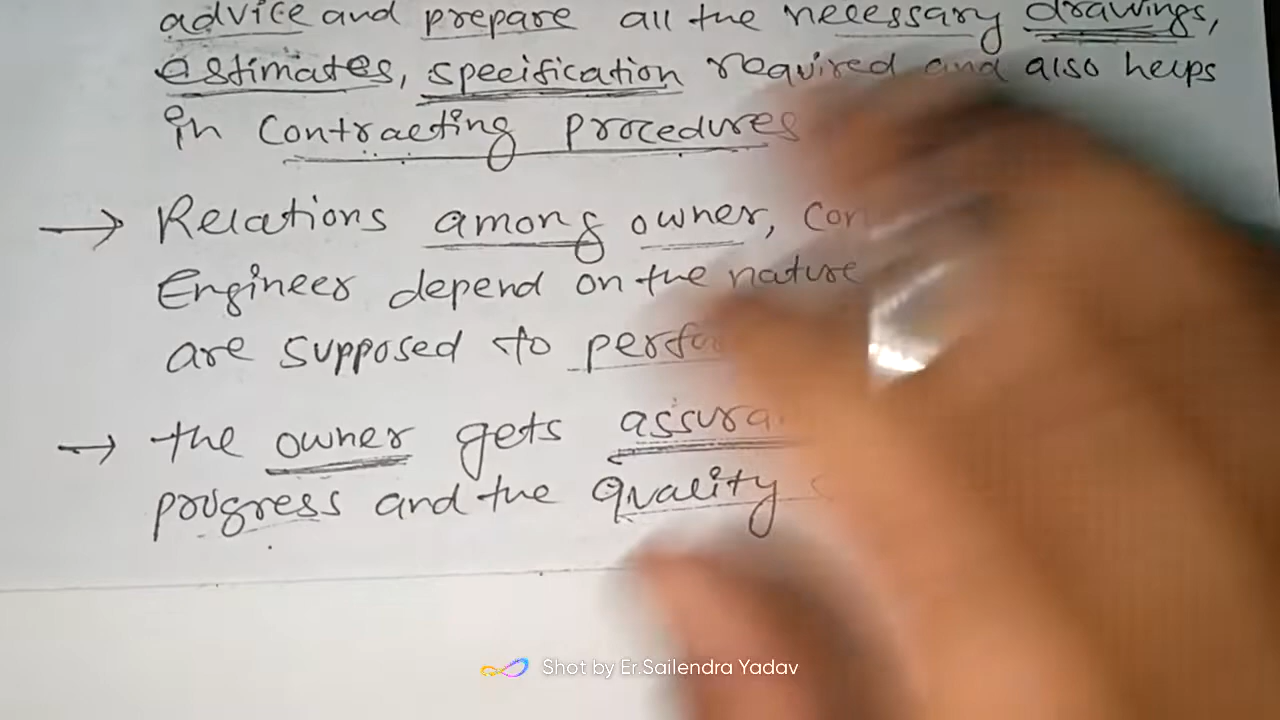 advice and prepare all the necessary drawings,
estimates, specification required and also helps
in contracting procedures
→ Relations among owner,
Engineer depend on the nature
are supposed to
→ the owner gets
progress and the quality
Shot by Er.Sailendra Yadav